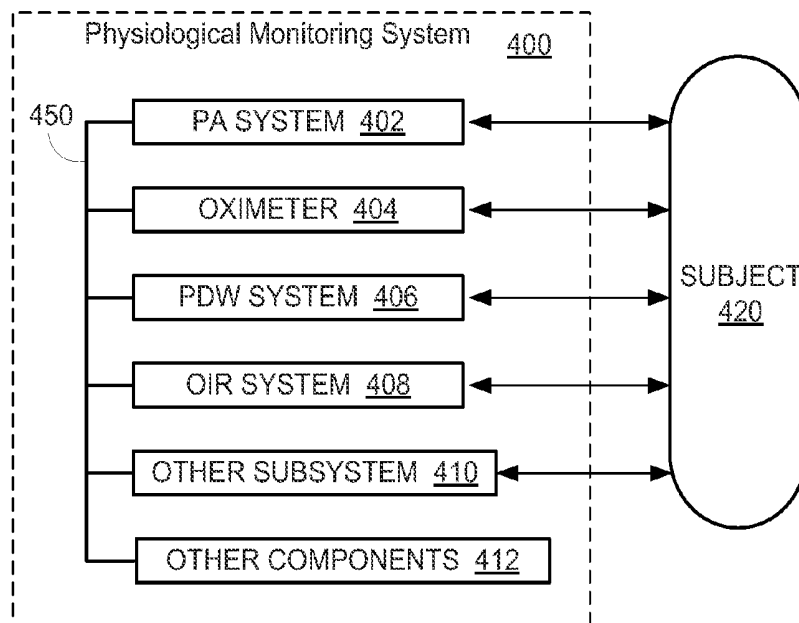 Physiological Monitoring System 400
450
PA SYSTEM 402
OXIMETER 404
PDW SYSTEM 406
OIR SYSTEM 408
OTHER SUBSYSTEM 410
OTHER COMPONENTS 412
SUBJECT
420